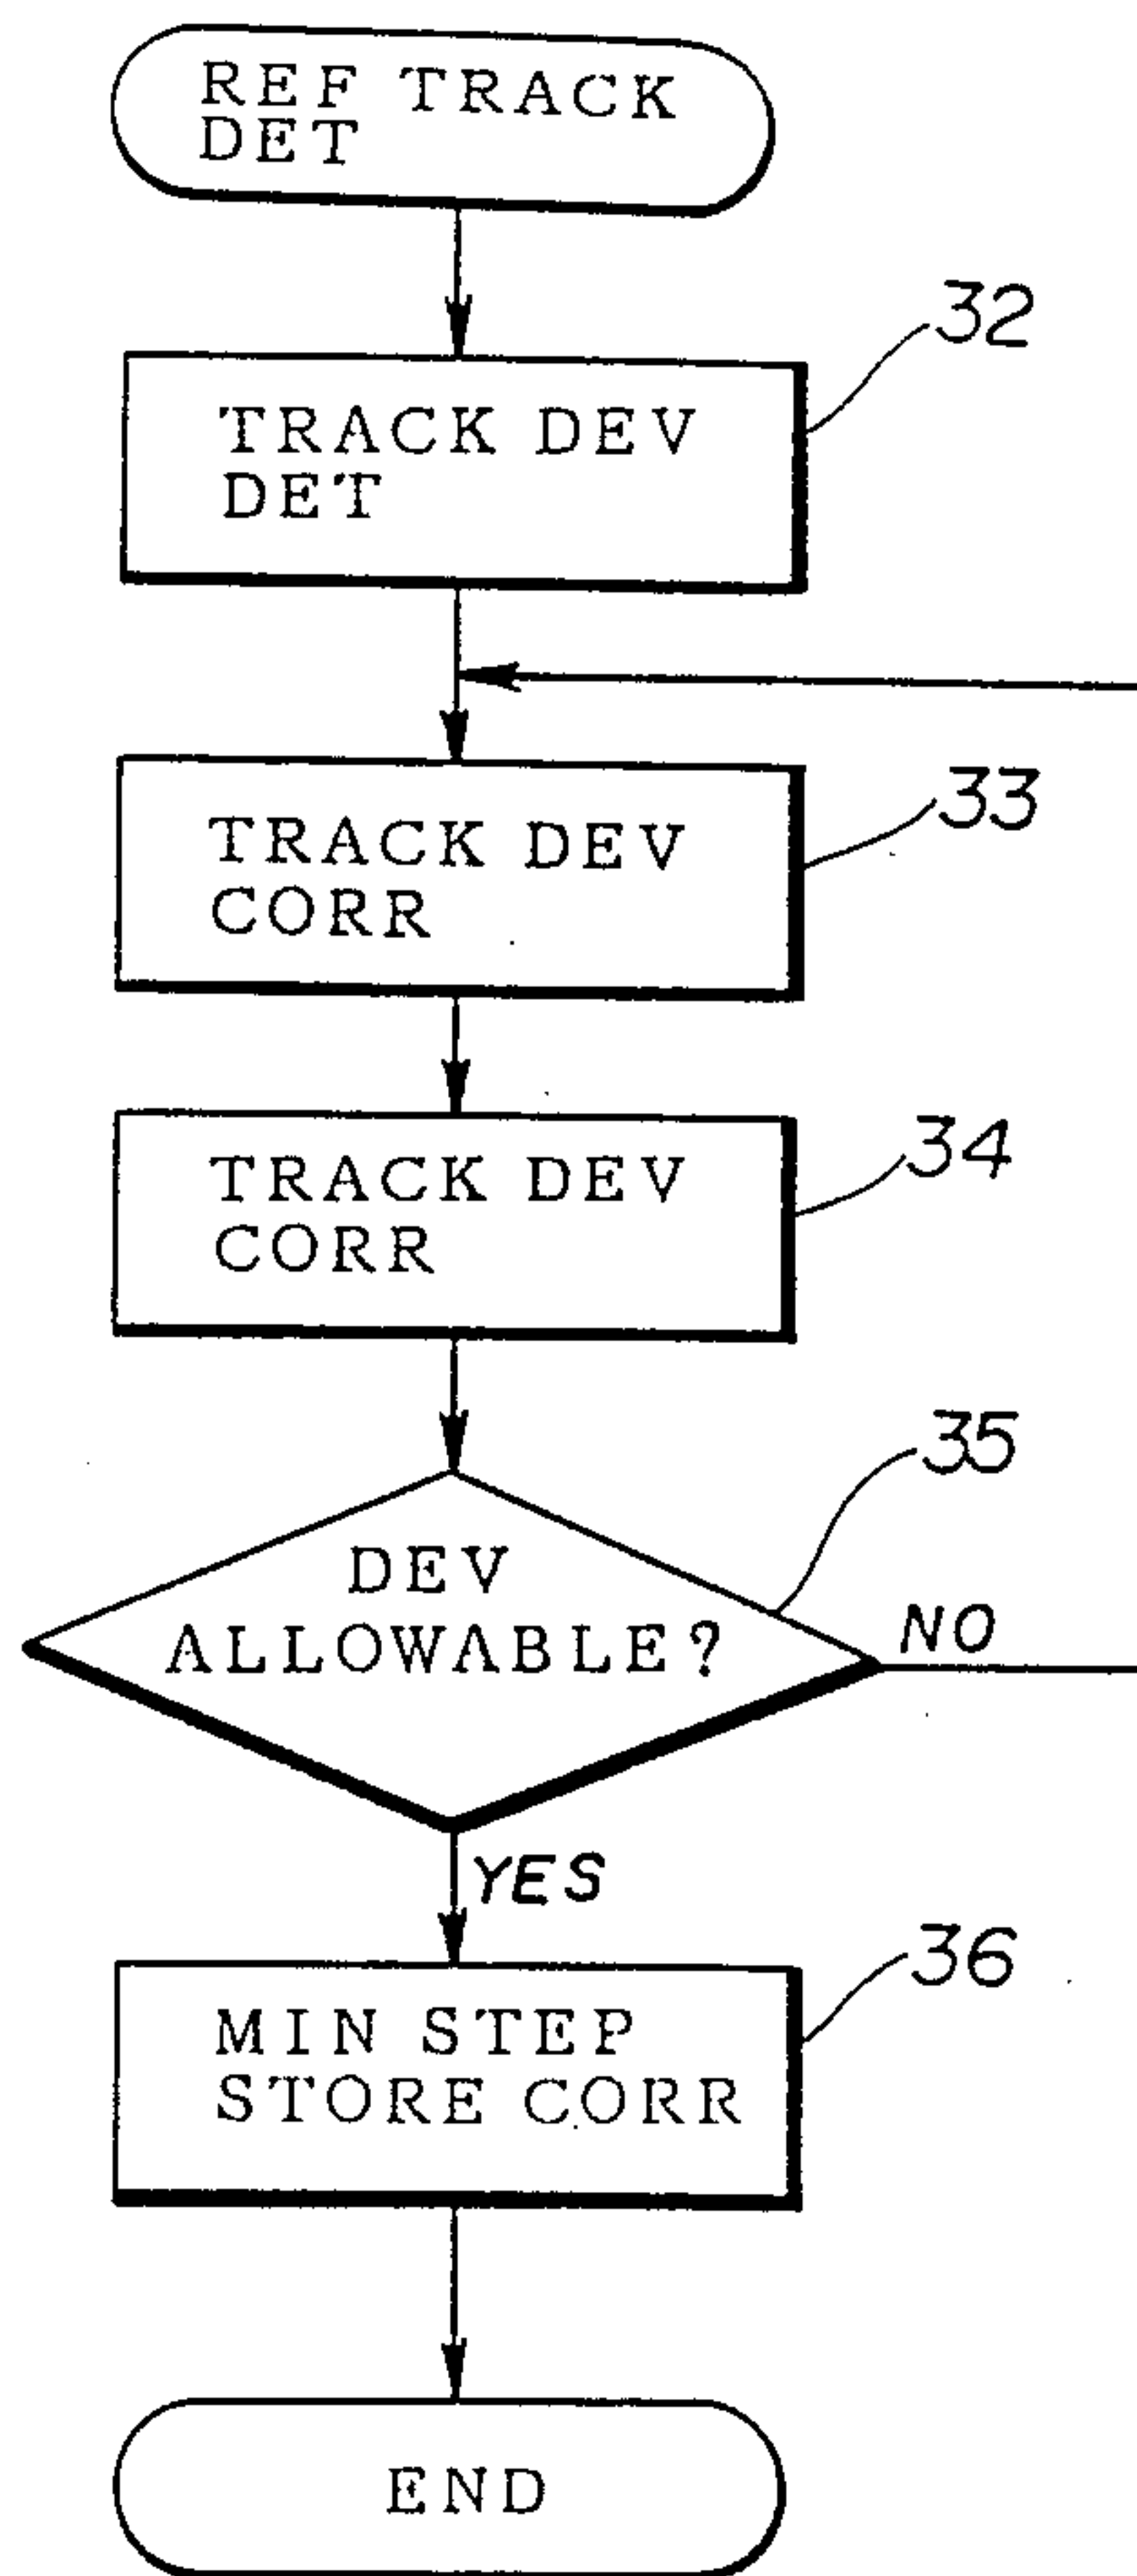 REF TRACK
DET
32
TRACK DEV
DET
33
TRACK DEV
CORR
34
TRACK DEV
CORR
35
DEV
ALLOWABLE?
NO
YES
36
MIN STEP
STORE CORR
END